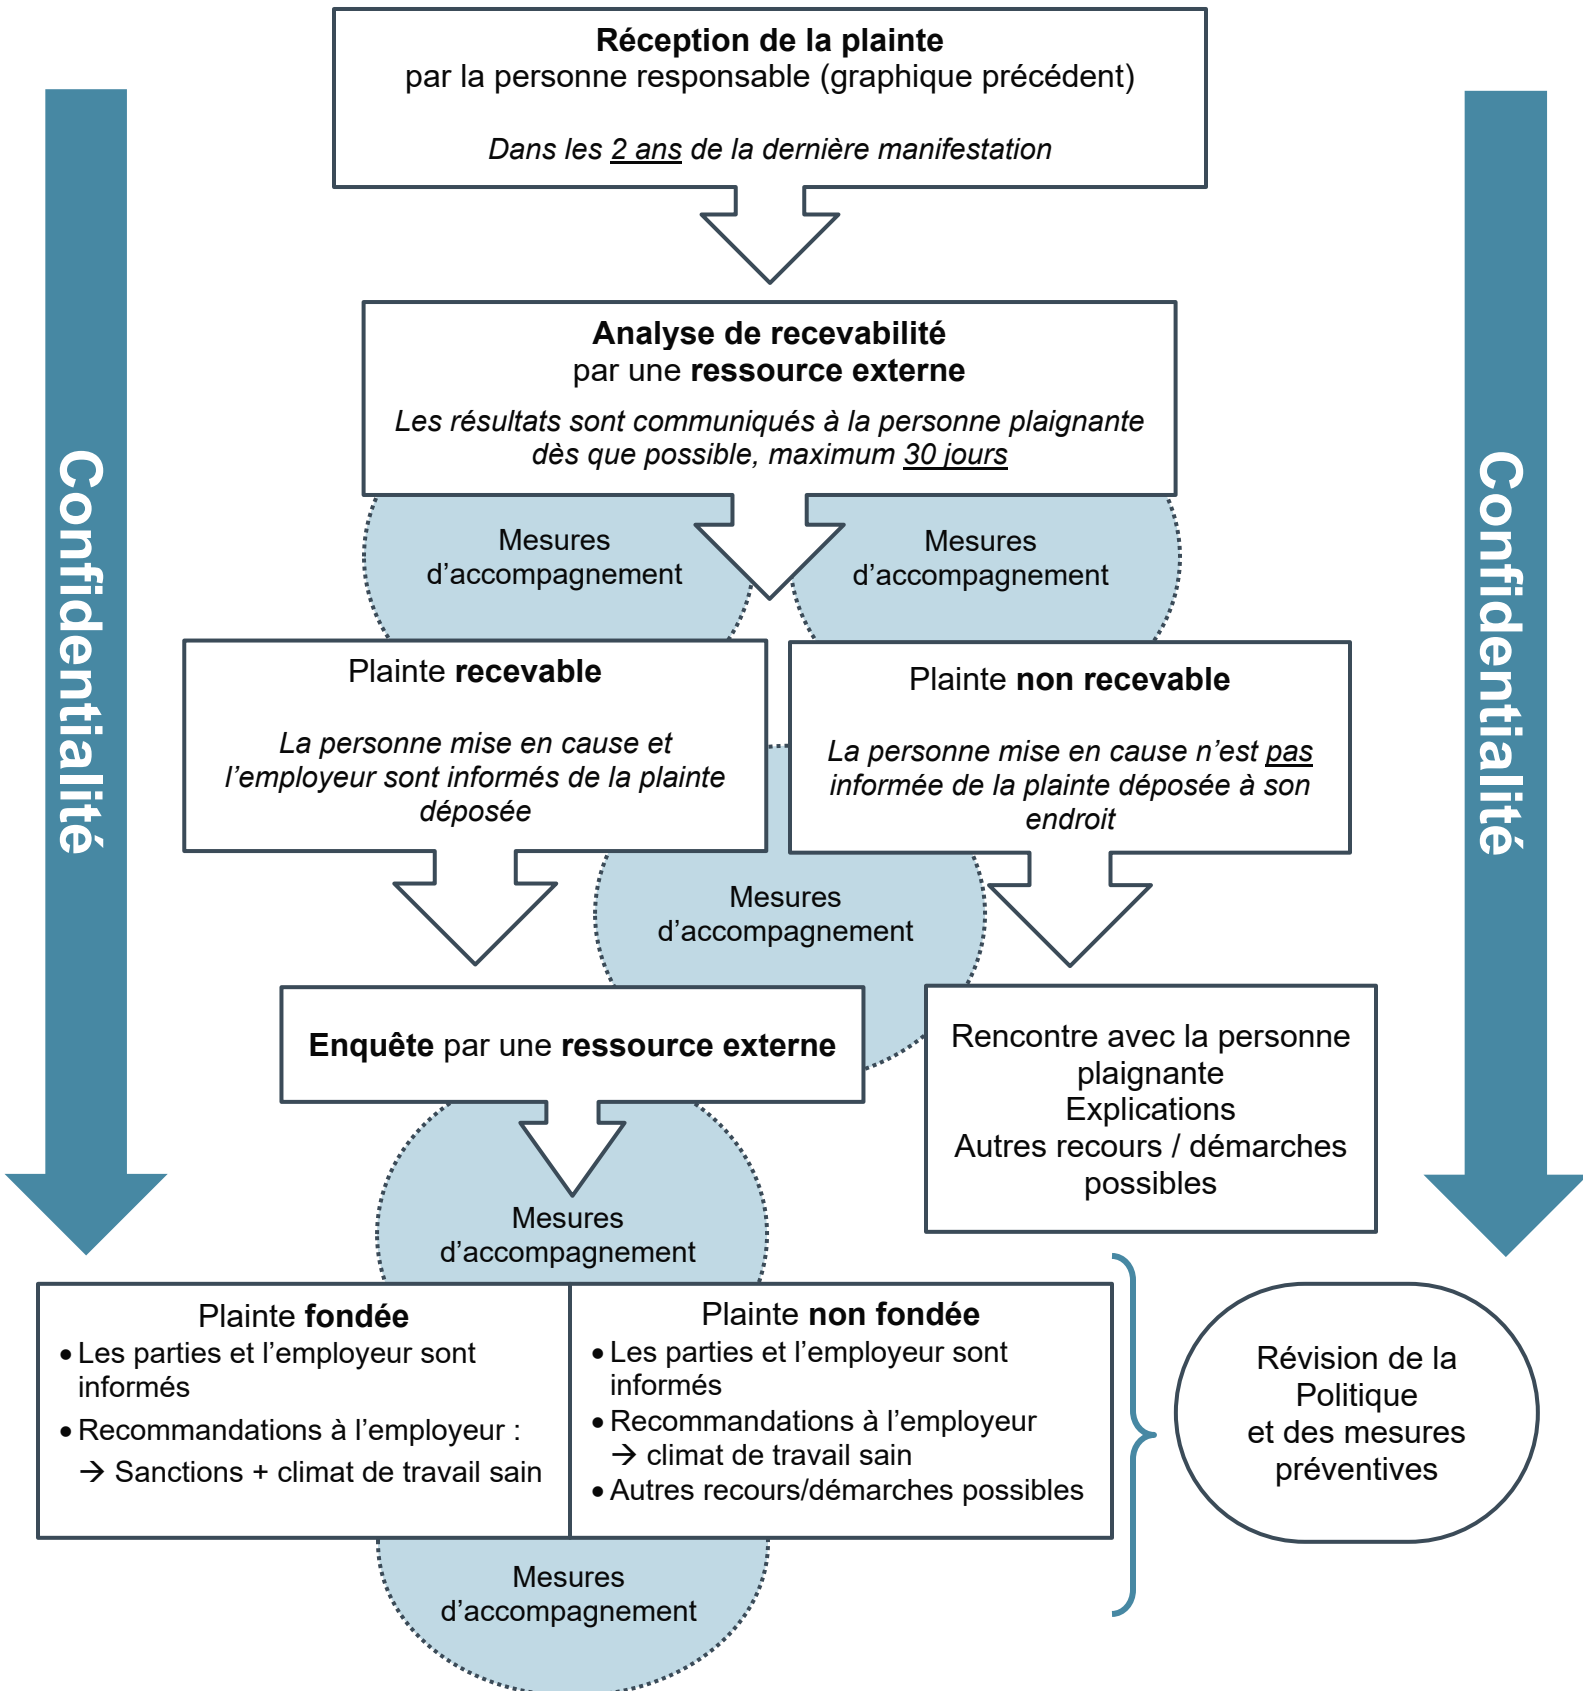 Réception de la plainte
par la personne responsable (graphique précédent)
Dans les 2 ans de la dernière manifestation
Confidentialité
Confidentialité
Analyse de recevabilité
par une ressource externe
Les résultats sont communiqués à la personne plaignante
dès que possible, maximum 30 jours
Mesures
d’accompagnement
Mesures
d’accompagnement
Plainte recevable
La personne mise en cause et
l’employeur sont informés de la plainte
déposée
Plainte non recevable
La personne mise en cause n’est pas
informée de la plainte déposée à son
endroit
Mesures
d’accompagnement
Enquête par une ressource externe
Rencontre avec la personne
plaignante
Explications
Autres recours / démarches
possibles
Mesures
d’accompagnement
Plainte fondée
• Les parties et l’employeur sont
informés
• Recommandations à l’employeur :
→ Sanctions + climat de travail sain
Plainte non fondée
• Les parties et l’employeur sont
informés
• Recommandations à l’employeur
→ climat de travail sain
• Autres recours/démarches possibles
Révision de la
Politique
et des mesures
préventives
Mesures
d’accompagnement